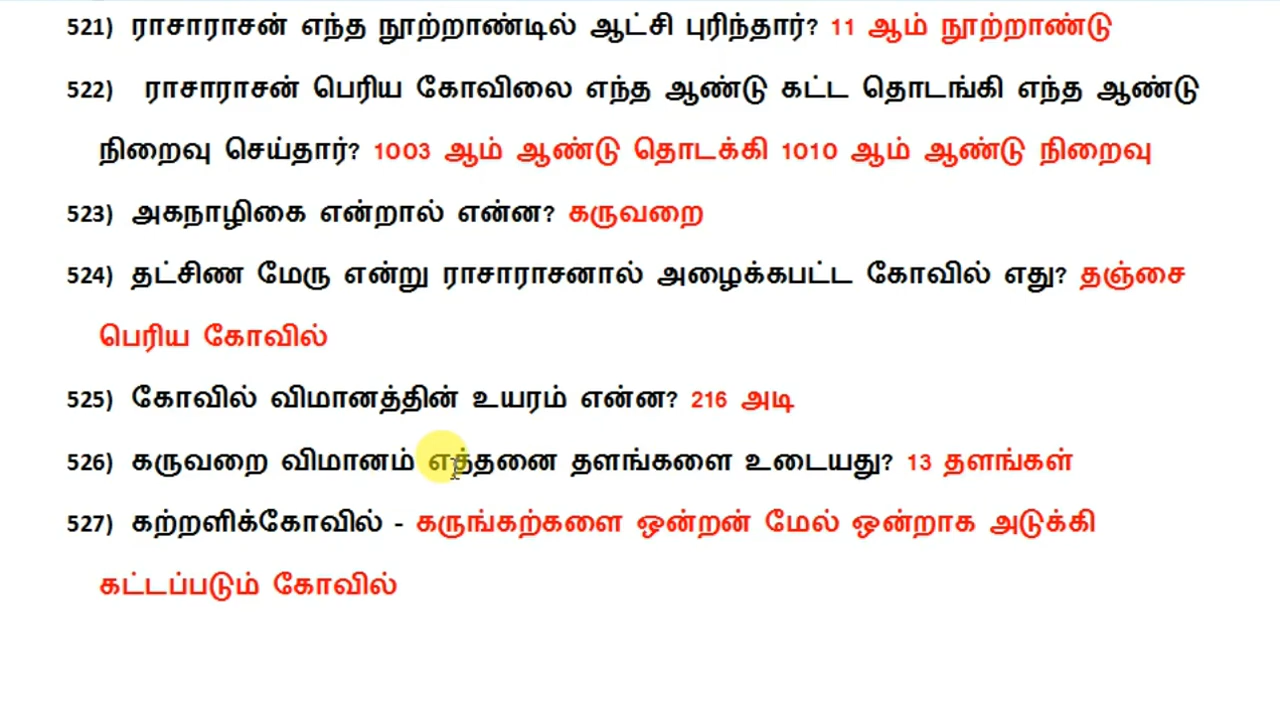 521) ராசாராசன் எந்த நூற்றாண்டில் ஆட்சி புரிந்தார்? 11 ஆம் நூற்றாண்டு
522) ராசாராசன் பெரிய கோவிலை எந்த ஆண்டு கட்ட தொடங்கி எந்த ஆண்டு
நிறைவு செய்தார்? 1003 ஆம் ஆண்டு தொடக்கி 1010 ஆம் ஆண்டு நிறைவு
523) அகநாழிகை என்றால் என்ன? கருவறை
524) தட்சிண மேரு என்று ராசாராசனால் அழைக்கபட்ட கோவில் எது? தஞ்சை
பெரிய கோவில்
525) கோவில் விமானத்தின் உயரம் என்ன? 216 அடி
526) கருவறை விமானம் எத்தனை தளங்களை உடையது? 13 தளங்கள்
527) கற்றளிக்கோவில் - கருங்கற்களை ஒன்றன் மேல் ஒன்றாக அடுக்கி
கட்டப்படும் கோவில்